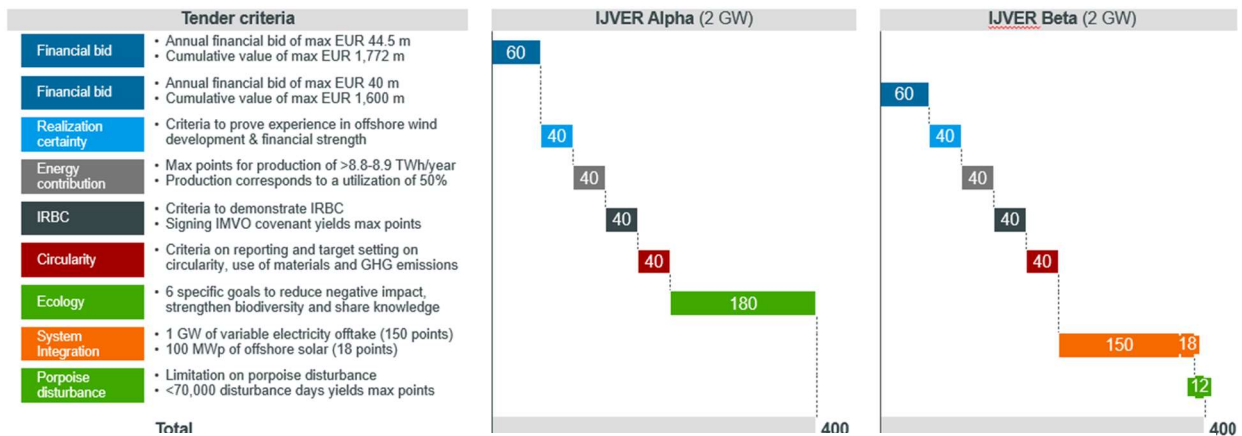 Tender criteria
IJVER Alpha (2 GW)
IJVER Beta (2 GW)
Financial bid
• Annual financial bid of max EUR 44.5 m
• Cumulative value of max EUR 1,772 m
60
Financial bid
• Annual financial bid of max EUR 40 m
• Cumulative value of max EUR 1,600 m
60
Realization
certainty
• Criteria to prove experience in offshore wind
development & financial strength
40
40
Energy
contribution
• Max points for production of >8.8-8.9 TWh/year
• Production corresponds to a utilization of 50%
40
40
IRBC
• Criteria to demonstrate IRBC
• Signing IMVO covenant yields max points
40
40
Circularity
• Criteria on reporting and target setting on
circularity, use of materials and GHG emissions
40
40
Ecology
• 6 specific goals to reduce negative impact,
strengthen biodiversity and share knowledge
180
System
Integration
• 1 GW of variable electricity offtake (150 points)
• 100 MWp of offshore solar (18 points)
150
18
Porpoise
disturbance
• Limitation on porpoise disturbance
• <70,000 disturbance days yields max points
12
Total
400
400